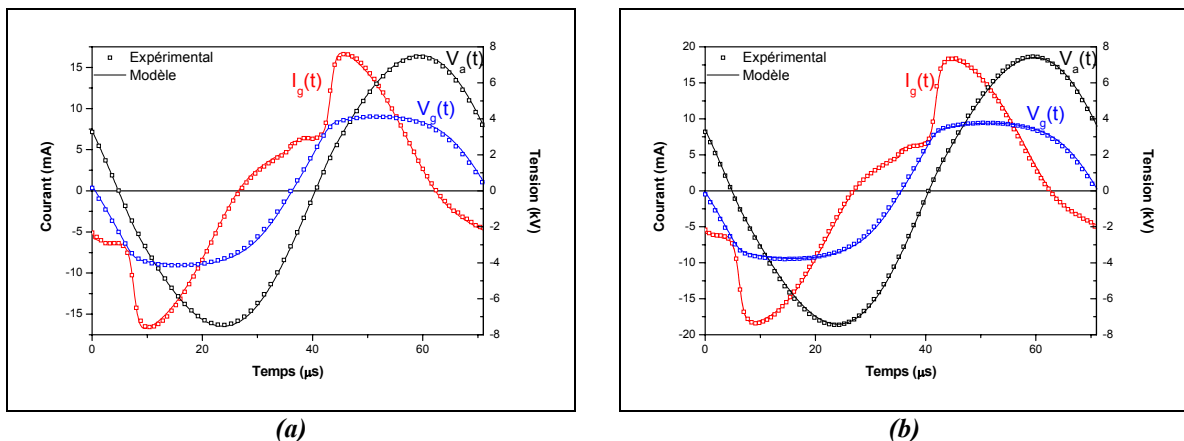 Expérimental
Modèle
I_g(t)
V_a(t)
V_g(t)
15
10
5
0
-5
-10
-15
8
6
4
2
0
-2
-4
-6
-8
0
20
40
60
Courant (mA)
Tension (kV)
Temps (μs)
(a)
Expérimental
Modèle
I_g(t)
V_a(t)
V_g(t)
20
15
10
5
0
-5
-10
-15
-20
8
6
4
2
0
-2
-4
-6
-8
0
20
40
60
Courant (mA)
Tension (kV)
Temps (μs)
(b)